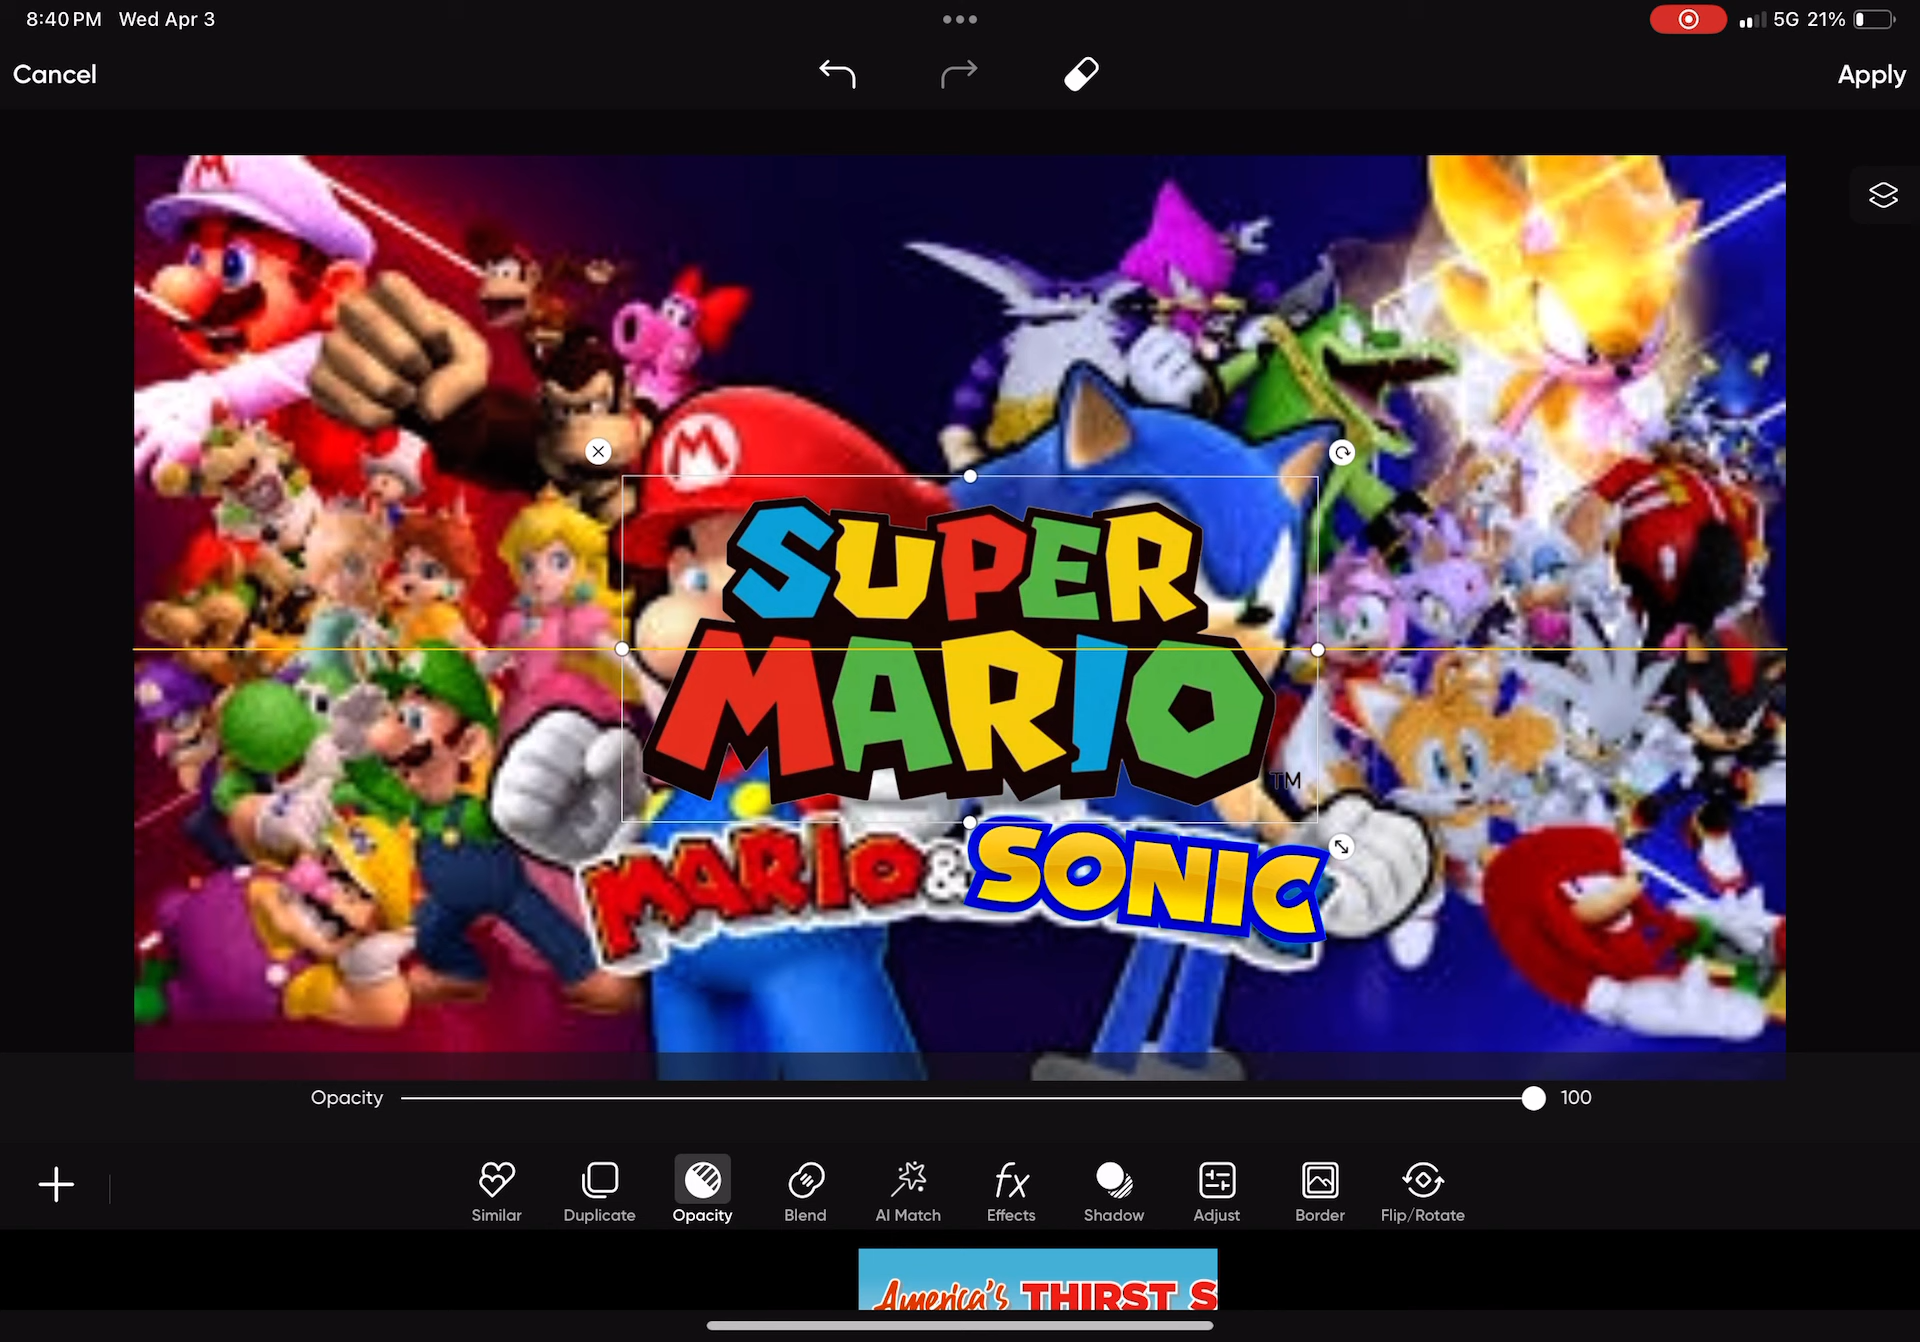 8:40 PM Wed Apr 3
5G 21%
Cancel
Apply
M
M
SUPER
MARIO
TM
MARIO & SONIC
Opacity
100
Similar
Duplicate
Opacity
Blend
AI Match
fx
Effects
Shadow
Adjust
Border
Flip/Rotate
America's THIRST S